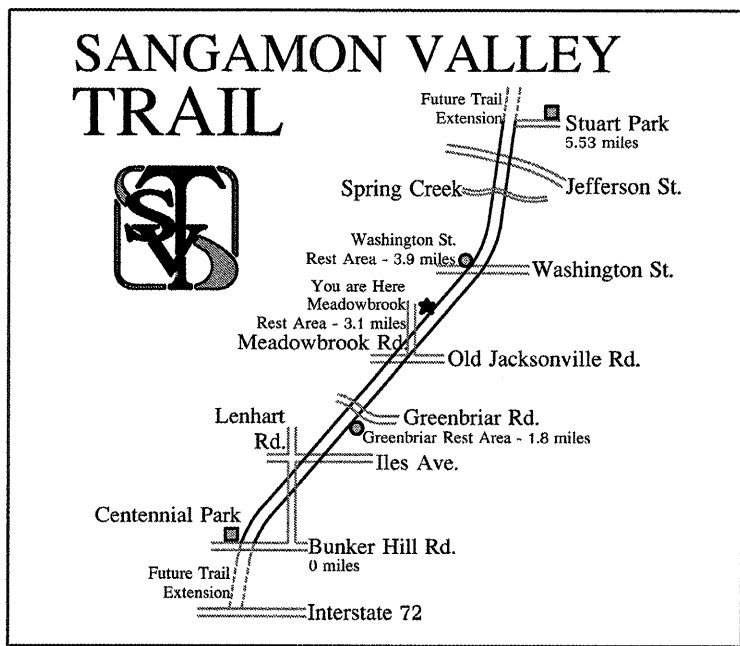 SANGAMON VALLEY
TRAIL
STV
Future Trail
Extension
Stuart Park
5.53 miles
Spring Creek
Jefferson St.
Washington St.
Rest Area - 3.9 miles
Washington St.
You are Here
Meadowbrook
Rest Area - 3.1 miles
Meadowbrook Rd.
Old Jacksonville Rd.
Lenhart
Rd.
Greenbriar Rd.
Greenbriar Rest Area - 1.8 miles
Iles Ave.
Centennial Park
Bunker Hill Rd.
0 miles
Future Trail
Extension
Interstate 72